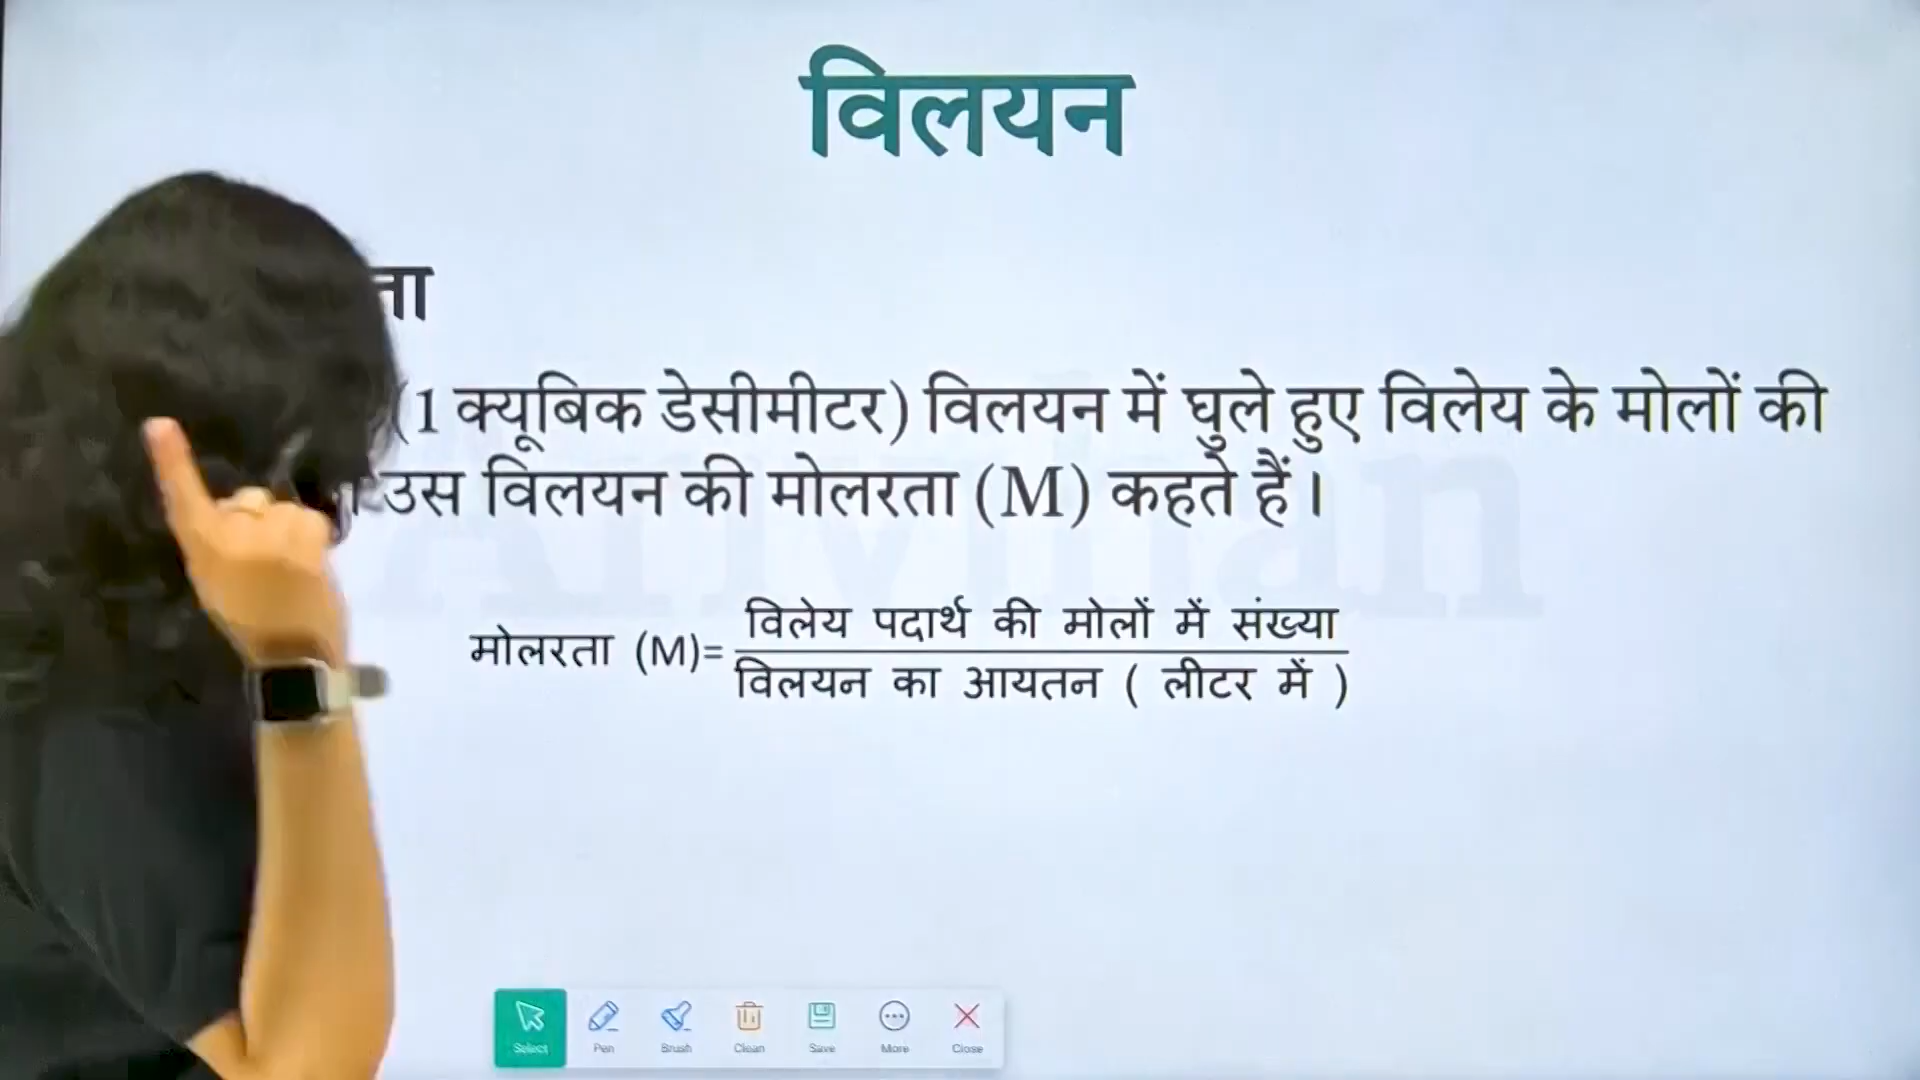 विलयन
(1 क्यूबिक डेसीमीटर) विलयन में घुले हुए विलेय के मोलों की
उस विलयन की मोलरता (M) कहते हैं।
मोलरता (M)=
विलेय पदार्थ की मोलों में संख्या
विलयन का आयतन ( लीटर में )
Select Pen Brush Clean Save More Close